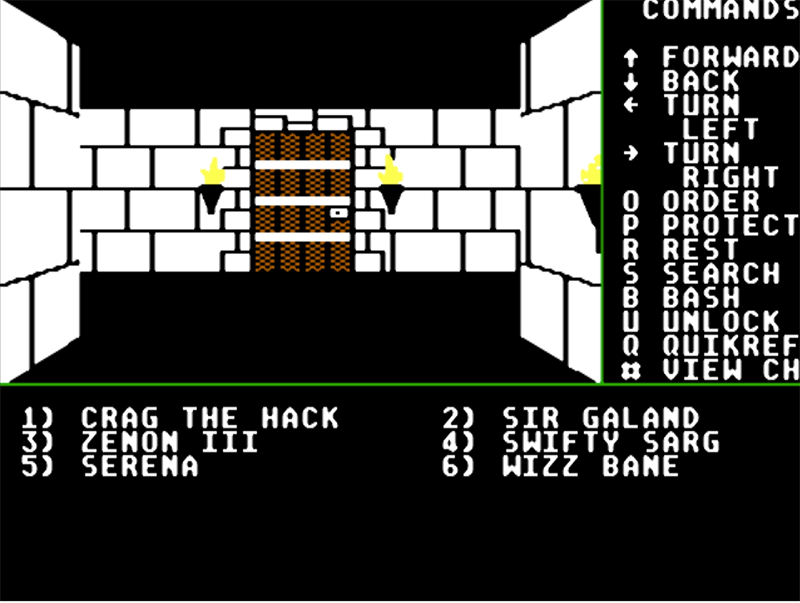 COMMANDS
↑ FORWARD
↓ BACK
← TURN
LEFT
→ TURN
RIGHT
O ORDER
P PROTECT
R REST
S SEARCH
B BASH
U UNLOCK
Q QUIKREF
# VIEW CH
1) CRAG THE HACK 2) SIR GALAND
3) ZENON III 4) SWIFTY SARG
5) SERENA 6) WIZZ BANE